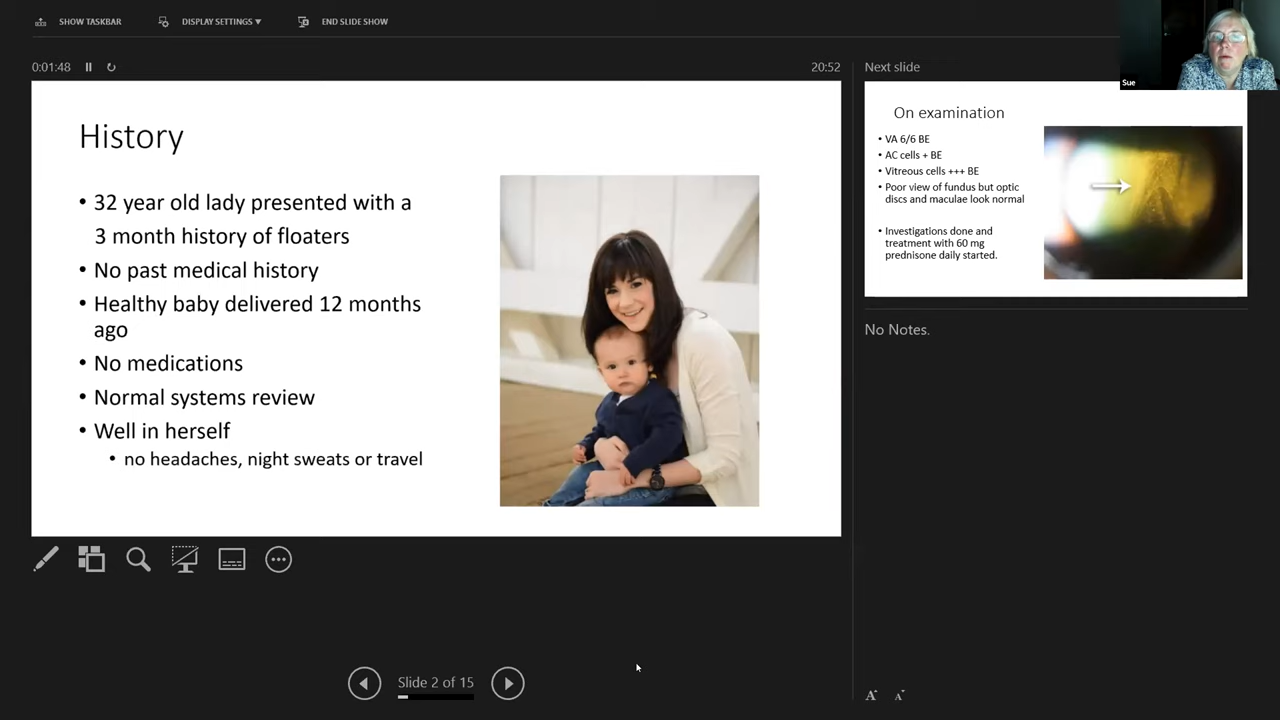 SHOW TASKBAR
DISPLAY SETTINGS ▼
END SLIDE SHOW
0:01:48
20:52
History
• 32 year old lady presented with a
3 month history of floaters
• No past medical history
• Healthy baby delivered 12 months
ago
• No medications
• Normal systems review
• Well in herself
• no headaches, night sweats or travel
Slide 2 of 15
Next slide
Sue
On examination
• VA 6/6 BE
• AC cells + BE
• Vitreous cells +++ BE
• Poor view of fundus but optic
discs and maculae look normal
• Investigations done and
treatment with 60 mg
prednisone daily started.
No Notes.
A A